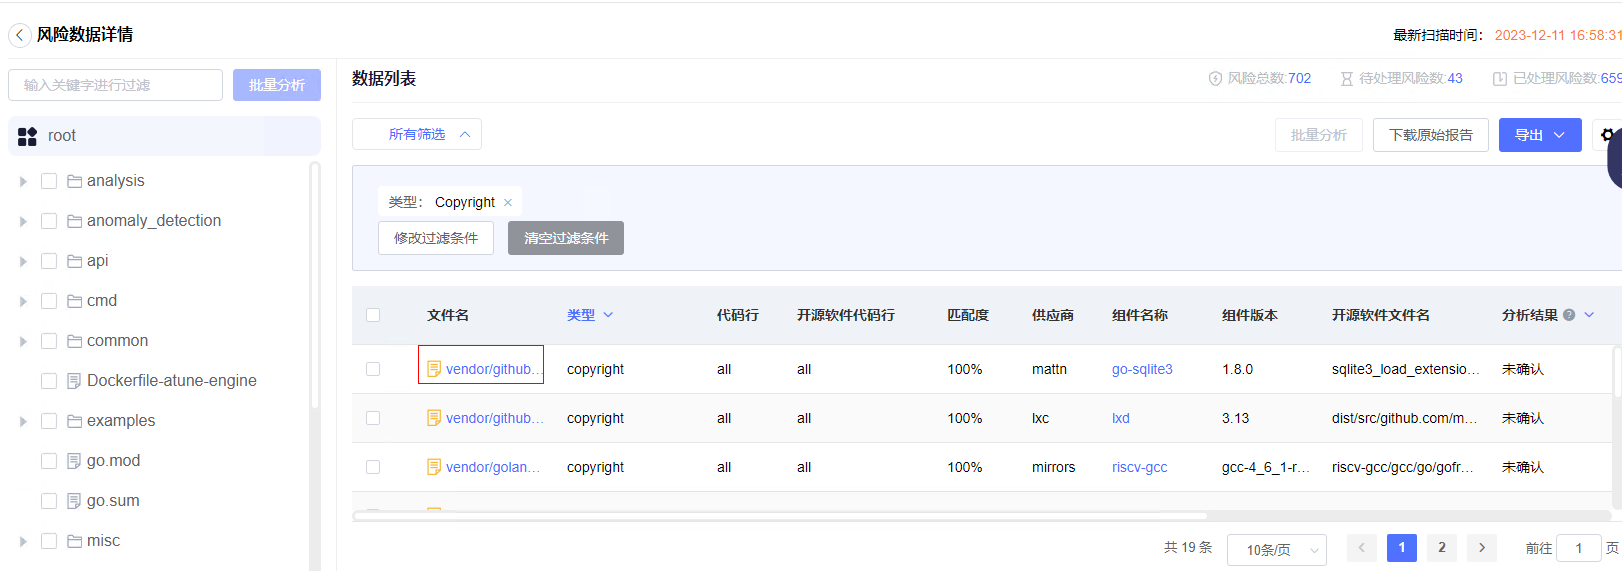 风险数据详情
最新扫描时间： 2023-12-11 16:58:31
输入关键字进行过滤
批量分析
root
analysis
anomaly_detection
api
cmd
common
Dockerfile-atune-engine
examples
go.mod
go.sum
misc
数据列表
风险总数:702
待处理风险数:43
已处理风险数:659
所有筛选
批量分析
下载原始报告
导出
类型： Copyright ×
修改过滤条件
清空过滤条件
文件名 类型 代码行 开源软件代码行 匹配度 供应商 组件名称 组件版本 开源软件文件名 分析结果 ?
vendor/github... copyright all all 100% mattn go-sqlite3 1.8.0 sqlite3_load_extensio... 未确认
vendor/github... copyright all all 100% lxc lxd 3.13 dist/src/github.com/m... 未确认
vendor/golan... copyright all all 100% mirrors riscv-gcc gcc-4_6_1-r... riscv-gcc/gcc/go/gofr... 未确认
共 19 条 10条/页 < 1 2 > 前往 1 页